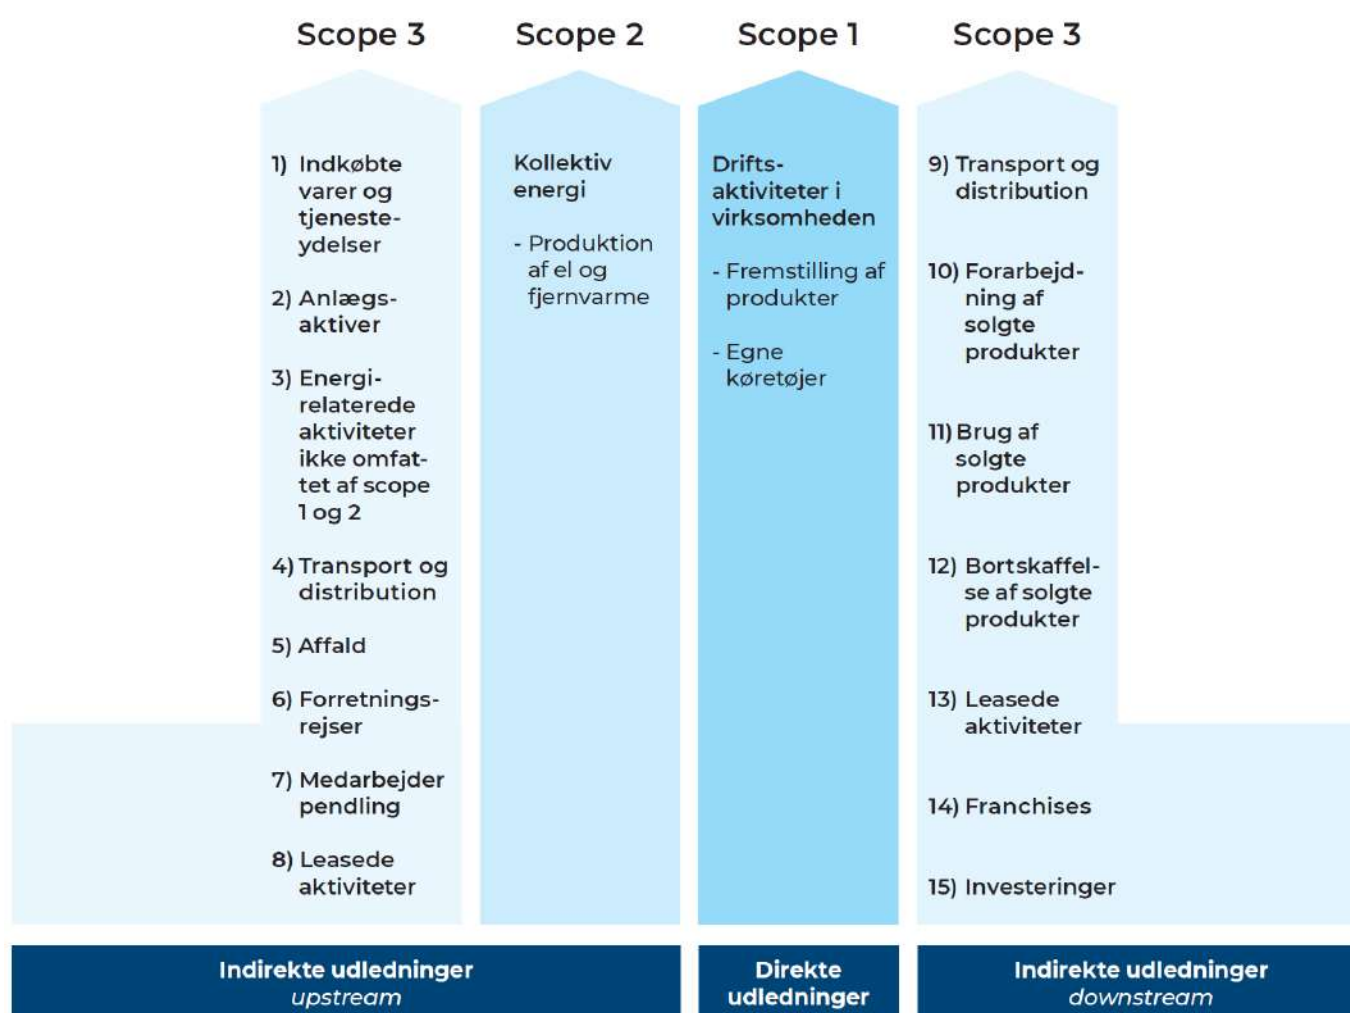 Scope 3
1) Indkøbte
varer og
tjeneste-
ydelser
2) Anlægs-
aktiver
3) Energi-
relaterede
aktiviteter
ikke omfat-
tet af scope
1 og 2
4) Transport og
distribution
5) Affald
6) Forretnings-
rejser
7) Medarbejder
pendling
8) Leasede
aktiviteter
Scope 2
Kollektiv
energi
- Produktion
af el og
fjernvarme
Indirekte udledninger
upstream
Scope 1
Drifts-
aktiviteter i
virksomheden
- Fremstilling af
produkter
- Egne
køretøjer
Direkte
udledninger
Scope 3
9) Transport og
distribution
10) Forarbejd-
ning af
solgte
produkter
11) Brug af
solgte
produkter
12) Bortskaffel-
se af solgte
produkter
13) Leasede
aktiviteter
14) Franchises
15) Investeringer
Indirekte udledninger
downstream